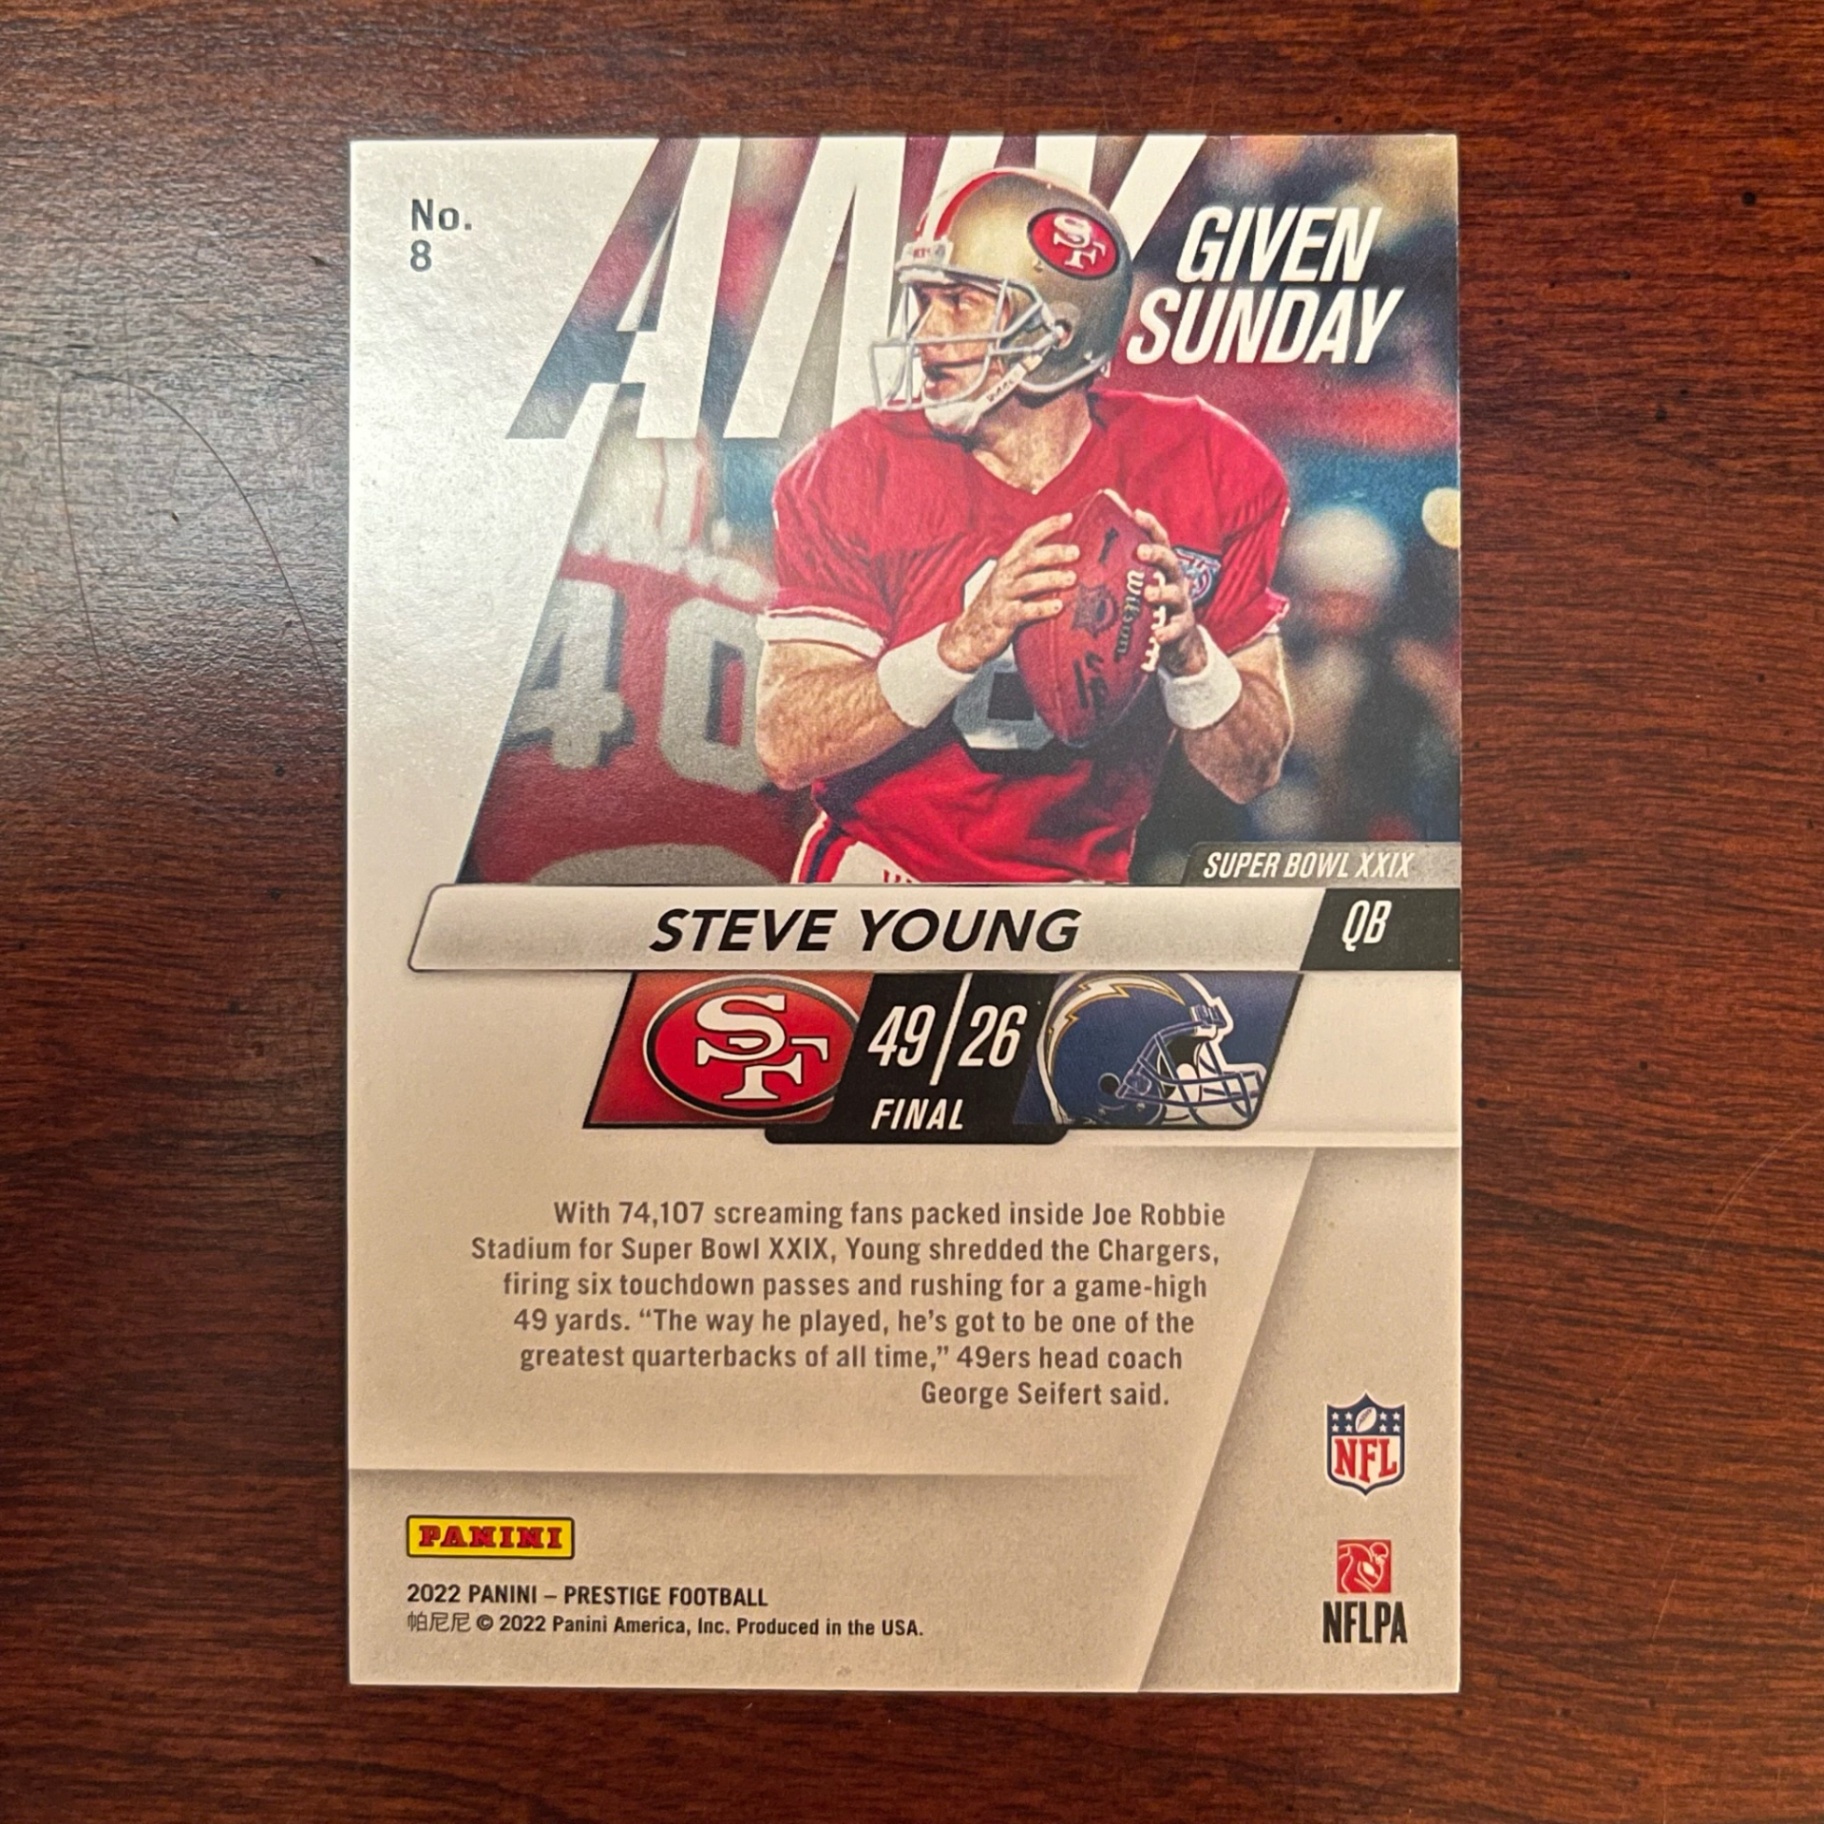 No.
8
ANY
GIVEN
SUNDAY
SF
Wilson
40
SUPER BOWL XXIX
STEVE YOUNG
QB
SF
49/26
FINAL
With 74,107 screaming fans packed inside Joe Robbie
Stadium for Super Bowl XXIX, Young shredded the Chargers,
firing six touchdown passes and rushing for a game-high
49 yards. “The way he played, he’s got to be one of the
greatest quarterbacks of all time,” 49ers head coach
George Seifert said.
NFL
PANINI
2022 PANINI – PRESTIGE FOOTBALL
帕尼尼 © 2022 Panini America, Inc. Produced in the USA.
NFLPA